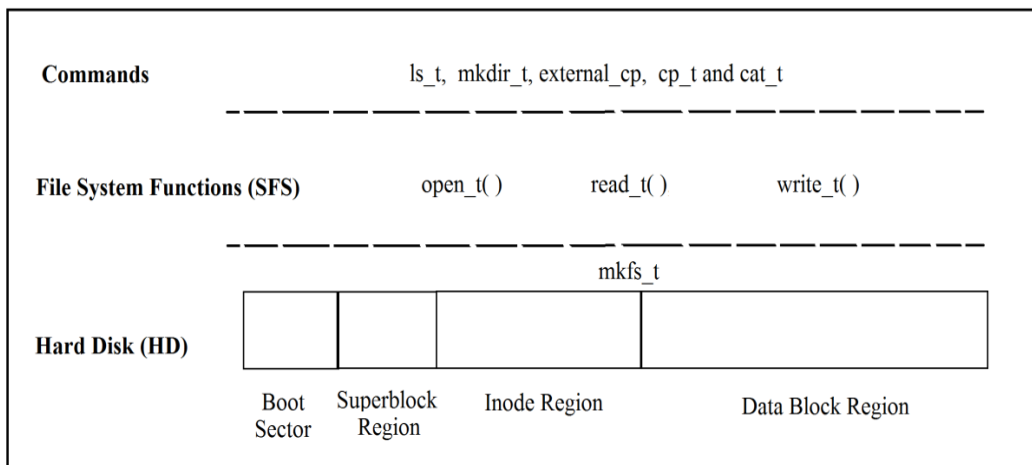 Commands
ls_t, mkdir_t, external_cp, cp_t and cat_t
File System Functions (SFS)
open_t( )
read_t( )
write_t( )
mkfs_t
Hard Disk (HD)
Boot
Sector
Superblock
Region
Inode Region
Data Block Region